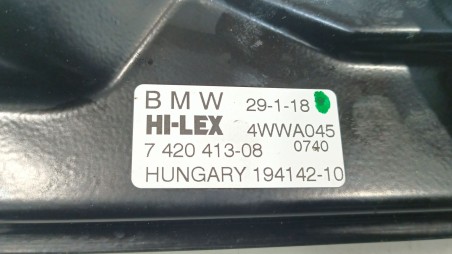 BMW 29-1-18
HI-LEX 4WWA045
7 420 413-08 0740
HUNGARY 194142-10